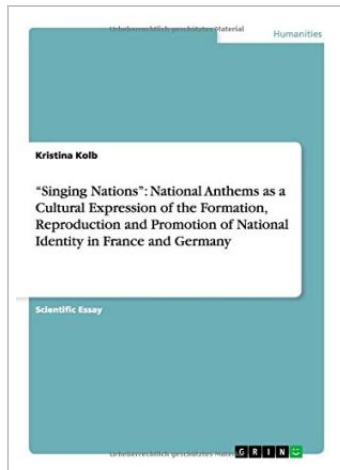 Urheberrechtlich geschütztes Material
Humanities
Kristina Kolb
“Singing Nations”: National Anthems as a
Cultural Expression of the Formation,
Reproduction and Promotion of National
Identity in France and Germany
Scientific Essay
Urheberrechtlich geschütztes Material
GRIN